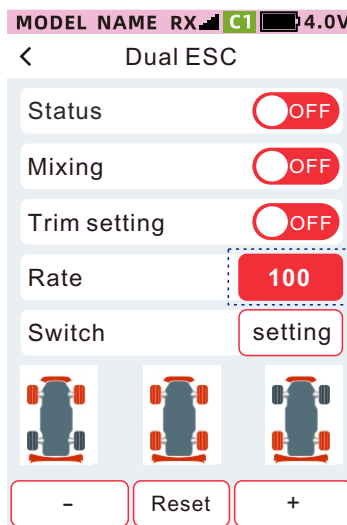 MODEL NAME RX C1 4.0V
< Dual ESC
Status OFF
Mixing OFF
Trim setting OFF
Rate 100
Switch setting
- Reset +